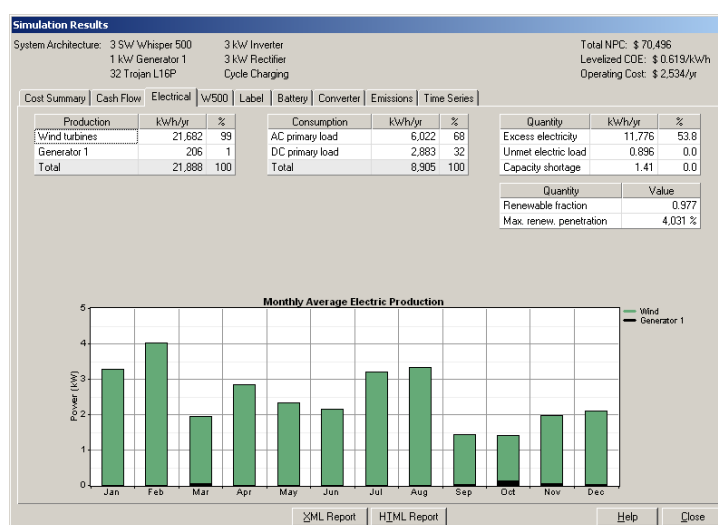 Simulation Results
System Architecture: 3 SW Whisper 500 3 kW Inverter Total NPC: $ 70,496
1 kW Generator 1 3 kW Rectifier Levelized COE: $ 0.619/kWh
32 Trojan L16P Cycle Charging Operating Cost: $ 2,534/yr
Cost Summary Cash Flow Electrical W500 Label Battery Converter Emissions Time Series
Production kWh/yr % Consumption kWh/yr % Quantity kWh/yr %
Wind turbines 21,682 99 AC primary load 6,022 68 Excess electricity 11,776 53.8
Generator 1 206 1 DC primary load 2,883 32 Unmet electric load 0.896 0.0
Total 21,888 100 Total 8,905 100 Capacity shortage 1.41 0.0
Quantity Value
Renewable fraction 0.977
Max. renew. penetration 4,031 %
Monthly Average Electric Production
5
4
3
2
1
0
Power (kW)
Jan Feb Mar Apr May Jun Jul Aug Sep Oct Nov Dec
Wind
Generator 1
XML Report HTML Report Help Close